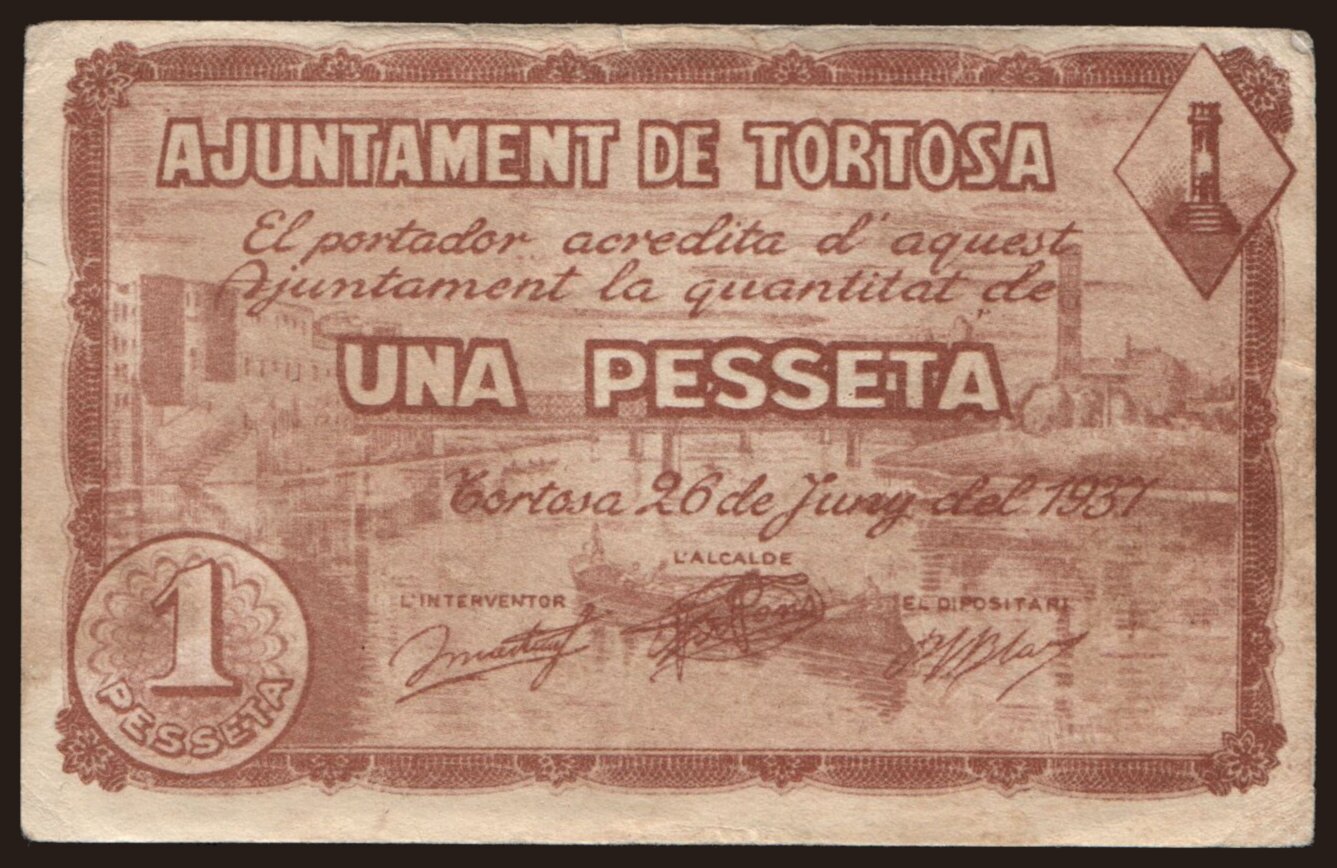 AJUNTAMENT DE TORTOSA
El portador acredita d'aquest
Ajuntament la quantitat de
UNA PESSETA
Tortosa 26 de Juny del 1937
L'ALCALDE
L'INTERVENTOR
EL DIPOSITARI
1
PESSETA